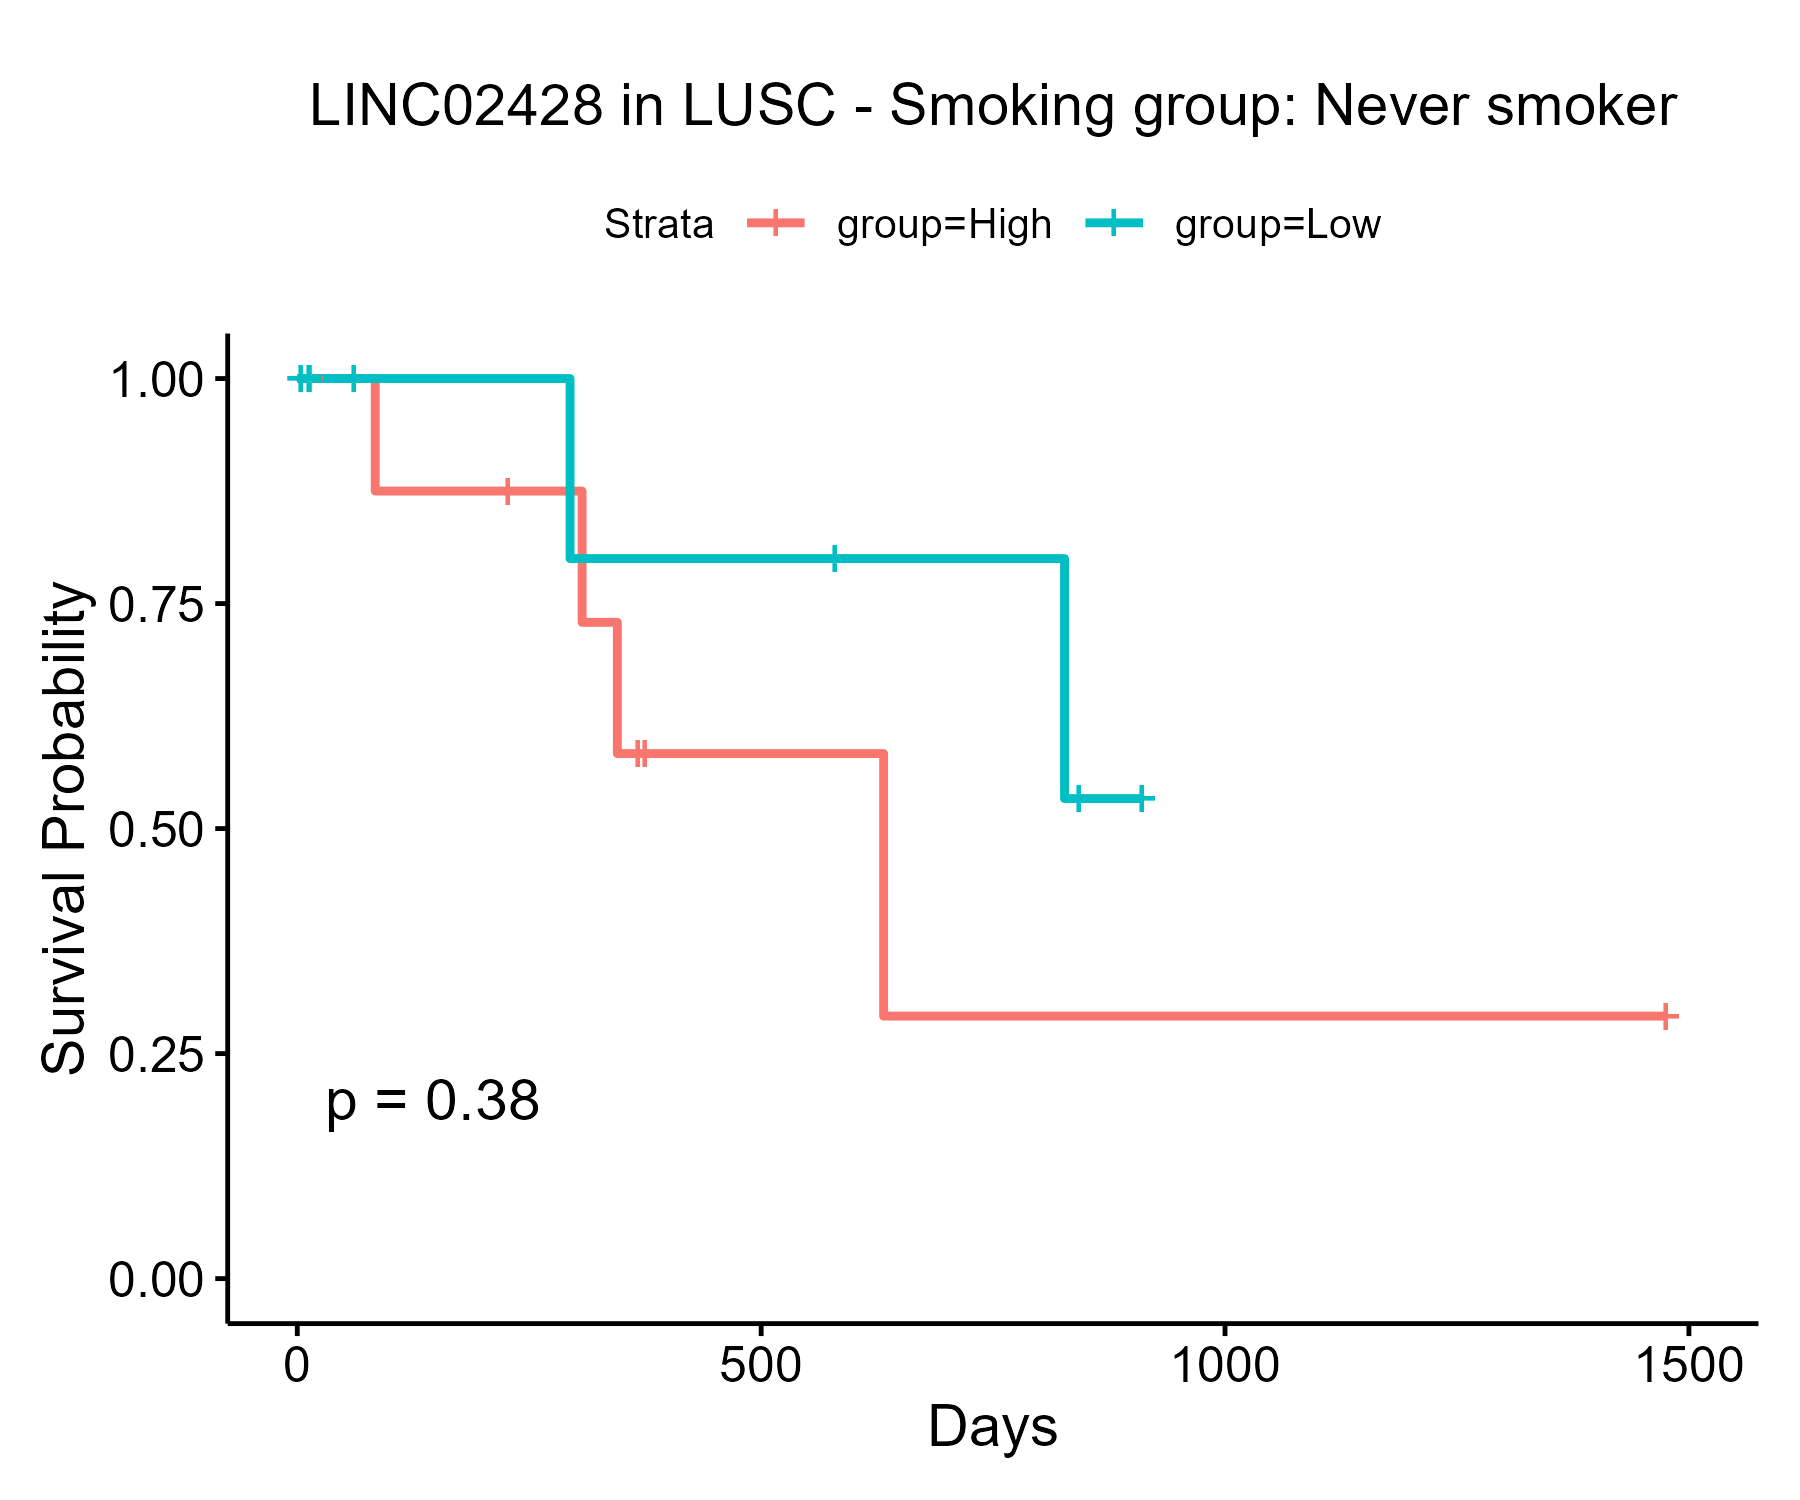 LINC02428 in LUSC - Smoking group: Never smoker
Strata group=High group=Low
Survival Probability
1.00
0.75
0.50
0.25
0.00
p = 0.38
0 500 1000 1500
Days